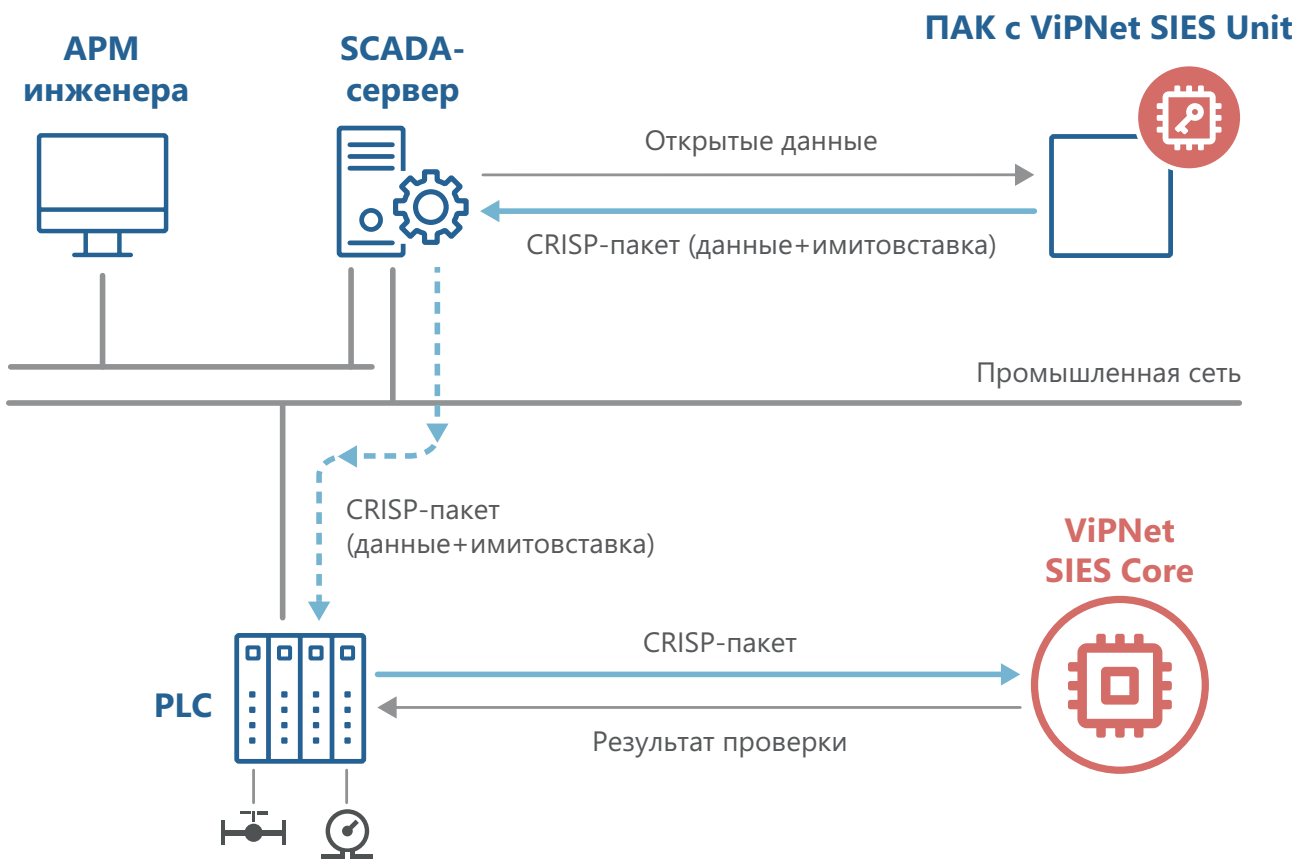 АРМ
инженера
SCADA-
сервер
ПАК с ViPNet SIES Unit
Открытые данные
CRISP-пакет (данные+имитовставка)
Промышленная сеть
CRISP-пакет
(данные+имитовставка)
ViPNet
SIES Core
CRISP-пакет
PLC
Результат проверки